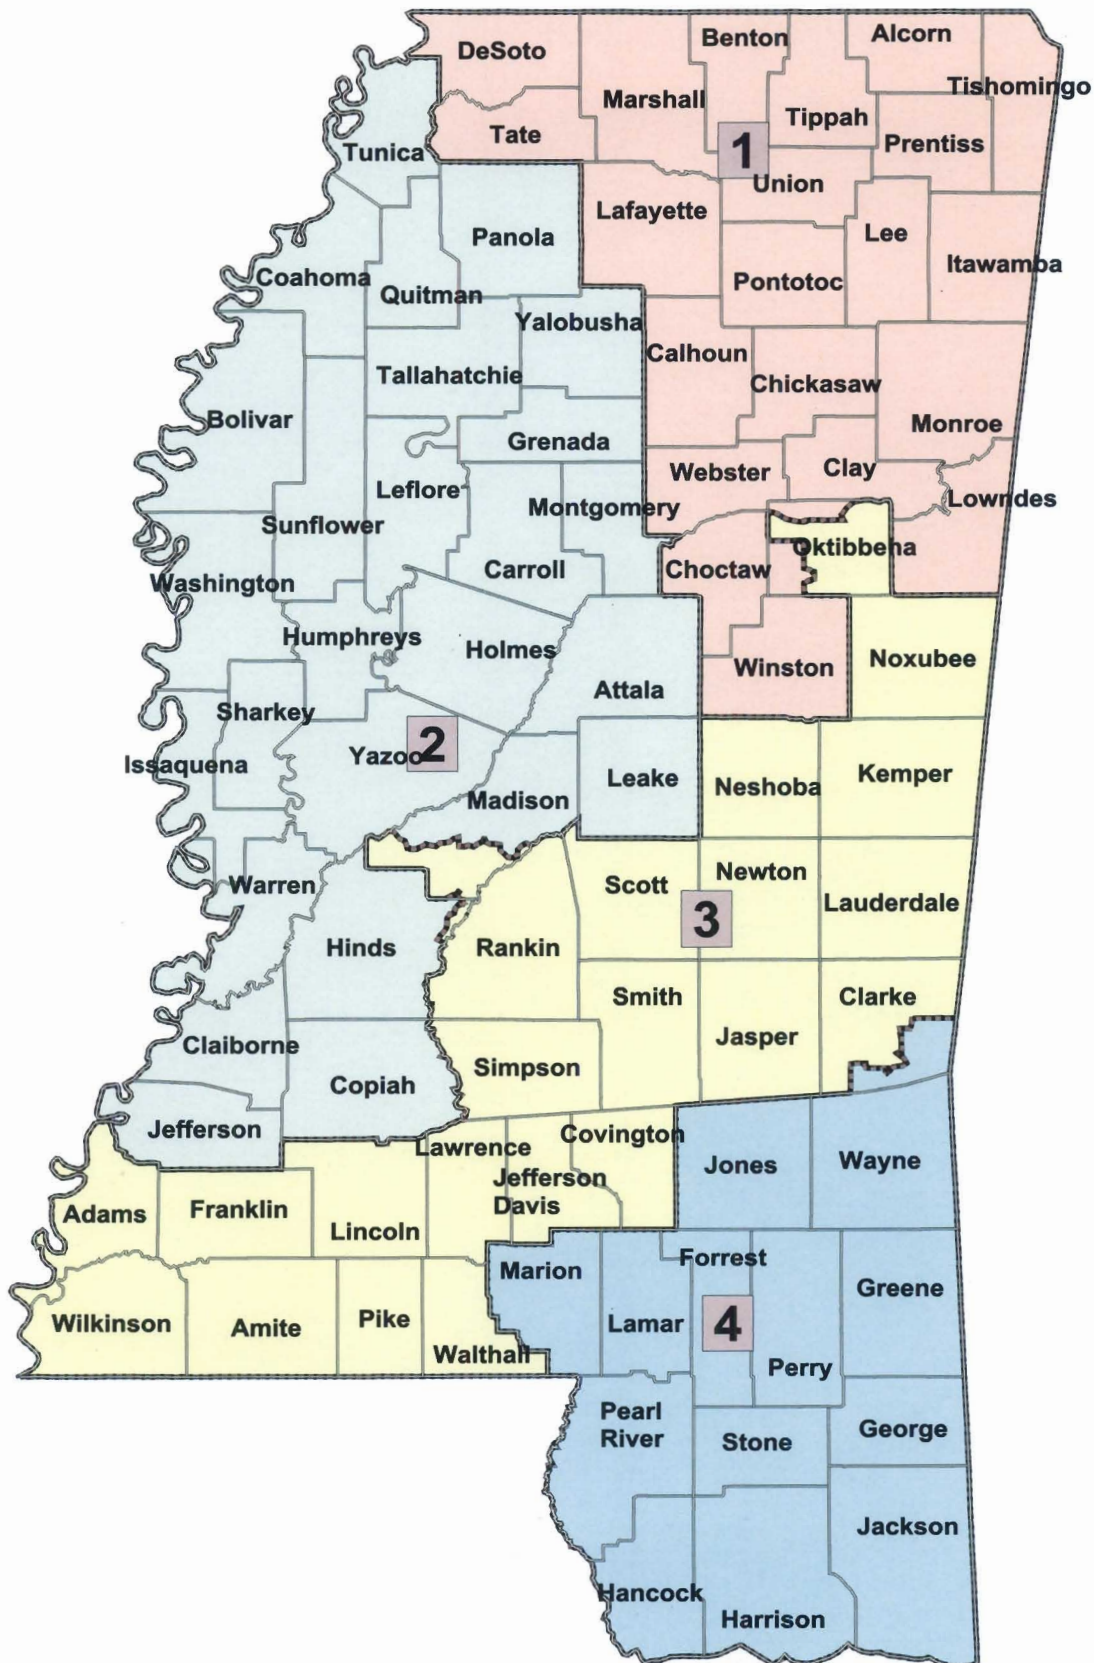 DeSoto
Benton
Alcorn
Tishomingo
Marshall
Tippah
Tate
Prentiss
1
Tunica
Union
Lafayette
Panola
Lee
Itawamba
Coahoma
Pontotoc
Quitman
Yalobusha
Calhoun
Tallahatchie
Chickasaw
Bolivar
Monroe
Grenada
Webster
Clay
Leflore
Lowndes
Montgomery
Sunflower
Oktibbeha
Washington
Carroll
Choctaw
Humphreys
Holmes
Noxubee
Winston
Attala
Sharkey
2
Yazoo
Issaquena
Kemper
Leake
Neshoba
Madison
Newton
Scott
Warren
Lauderdale
3
Hinds
Rankin
Smith
Clarke
Jasper
Claiborne
Simpson
Copiah
Jefferson
Covington
Lawrence
Jones
Wayne
Jefferson
Davis
Adams
Franklin
Lincoln
Forrest
Marion
Greene
Pike
Wilkinson
Amite
Lamar
4
Walthall
Perry
Pearl
River
Stone
George
Jackson
Hancock
Harrison